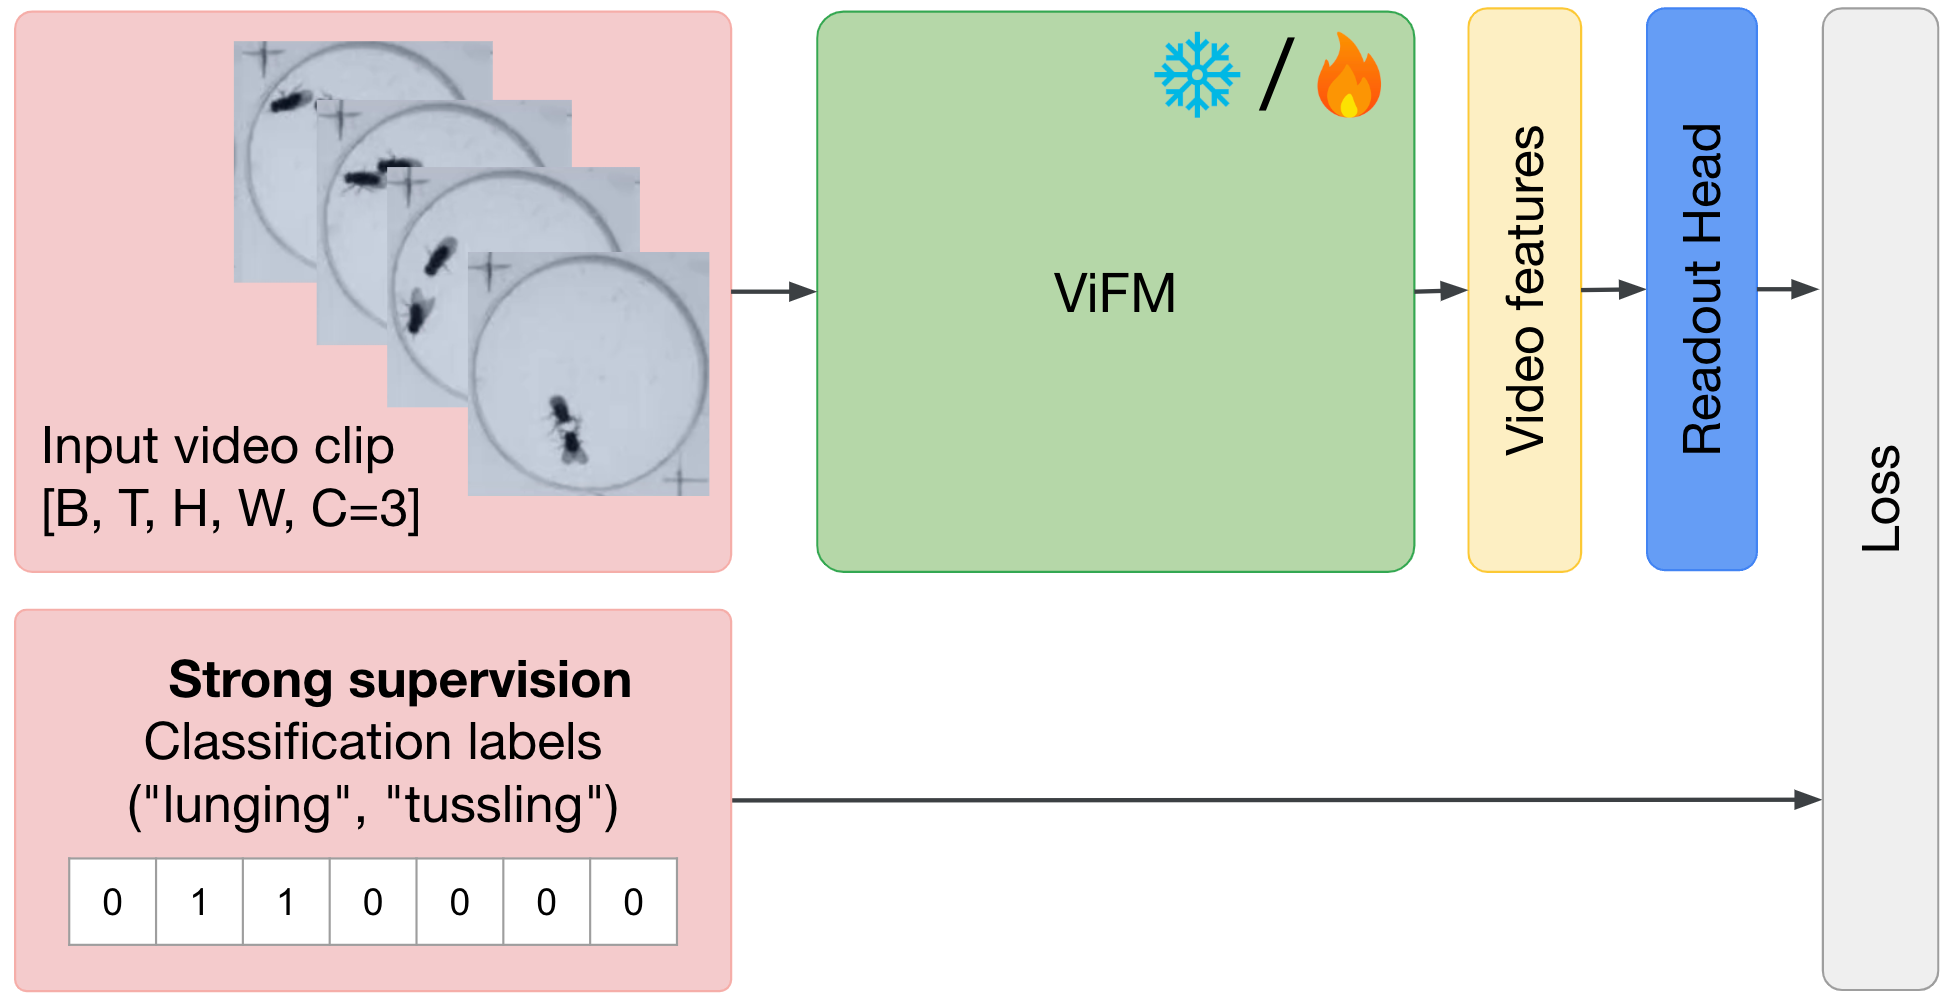 Input video clip
[B, T, H, W, C=3]
/
ViFM
Video features
Readout Head
Loss
Strong supervision
Classification labels
("lunging", "tussling")
0 1 1 0 0 0 0